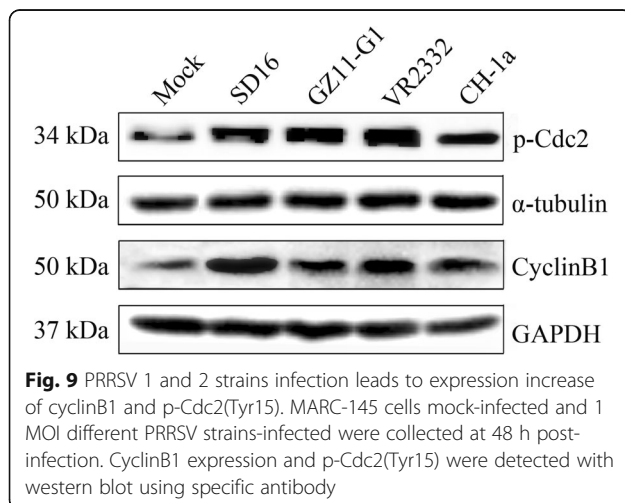 Mock SD16 GZ11-G1 VR2332 CH-1a
34 kDa p-Cdc2
50 kDa α-tubulin
50 kDa CyclinB1
37 kDa GAPDH
Fig. 9 PRRSV 1 and 2 strains infection leads to expression increase
of cyclinB1 and p-Cdc2(Tyr15). MARC-145 cells mock-infected and 1
MOI different PRRSV strains-infected were collected at 48 h post-
infection. CyclinB1 expression and p-Cdc2(Tyr15) were detected with
western blot using specific antibody